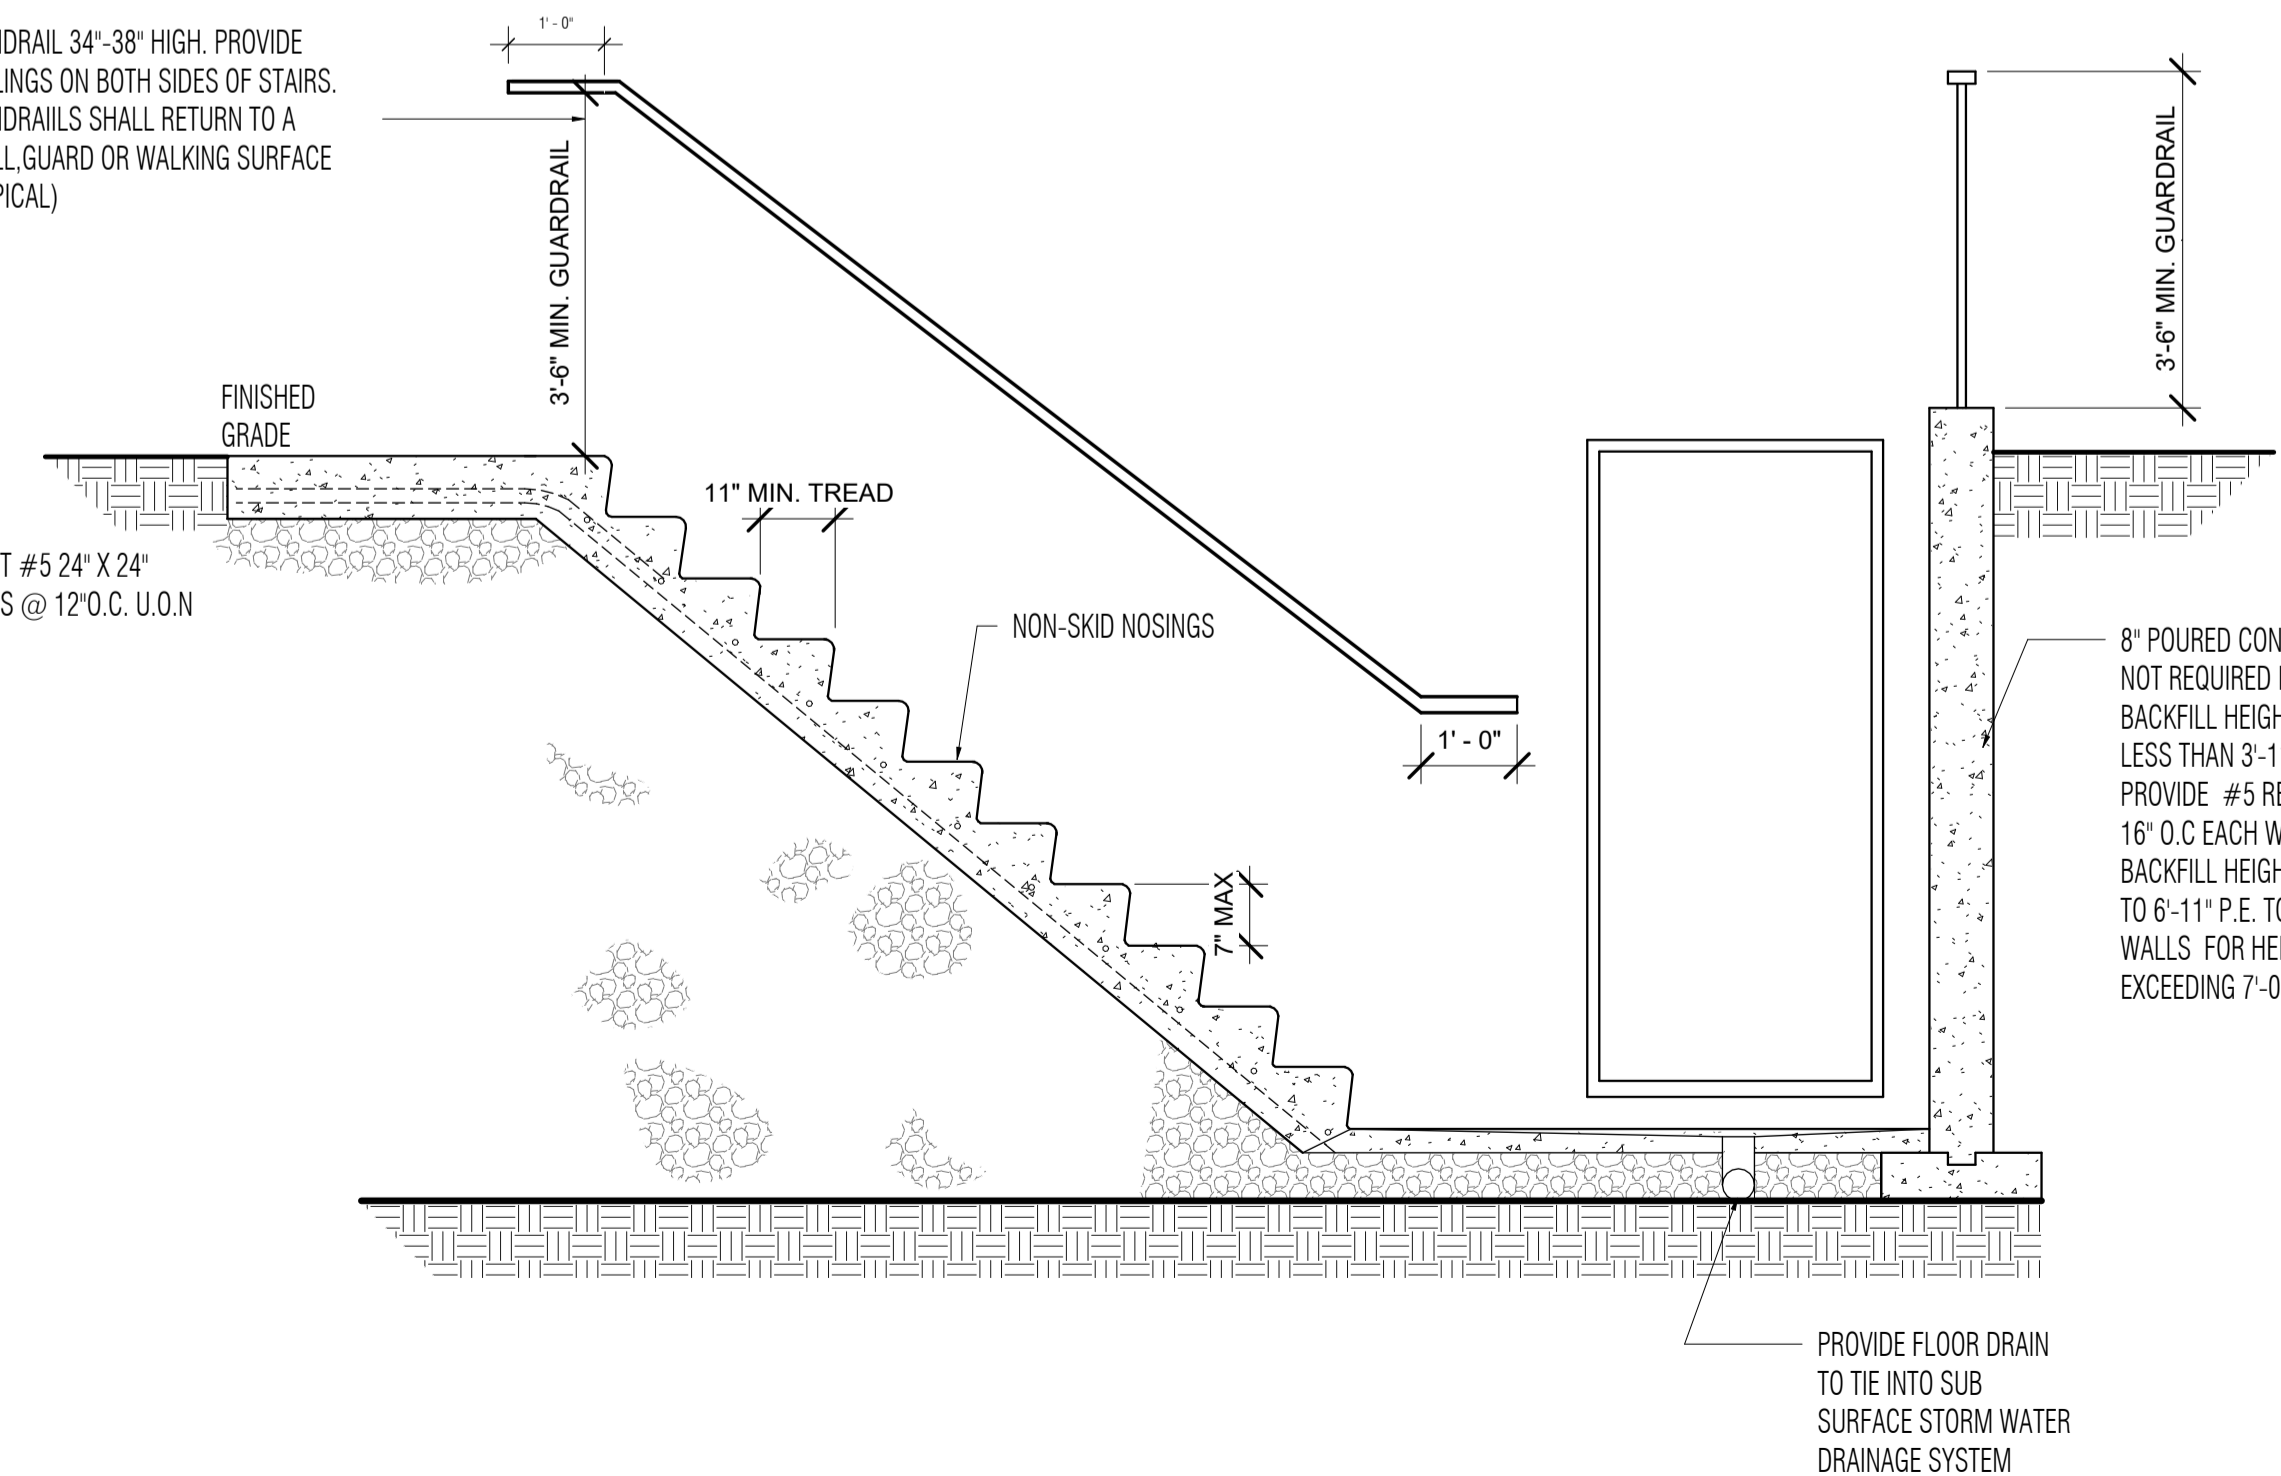 1' - 0"
NDRAIL 34"-38" HIGH. PROVIDE
LINGS ON BOTH SIDES OF STAIRS.
NDRAIILS SHALL RETURN TO A
LL,GUARD OR WALKING SURFACE
PICAL)
3'-6" MIN. GUARDRAIL
3'-6" MIN. GUARDRAIL
FINISHED
GRADE
11" MIN. TREAD
T #5 24" X 24"
S @ 12"O.C. U.O.N
NON-SKID NOSINGS
1' - 0"
7" MAX
8" POURED CON
NOT REQUIRED
BACKFILL HEIGH
LESS THAN 3'-1
PROVIDE #5 RE
16" O.C EACH W
BACKFILL HEIGH
TO 6'-11" P.E. TO
WALLS FOR HEI
EXCEEDING 7'-0
PROVIDE FLOOR DRAIN
TO TIE INTO SUB
SURFACE STORM WATER
DRAINAGE SYSTEM